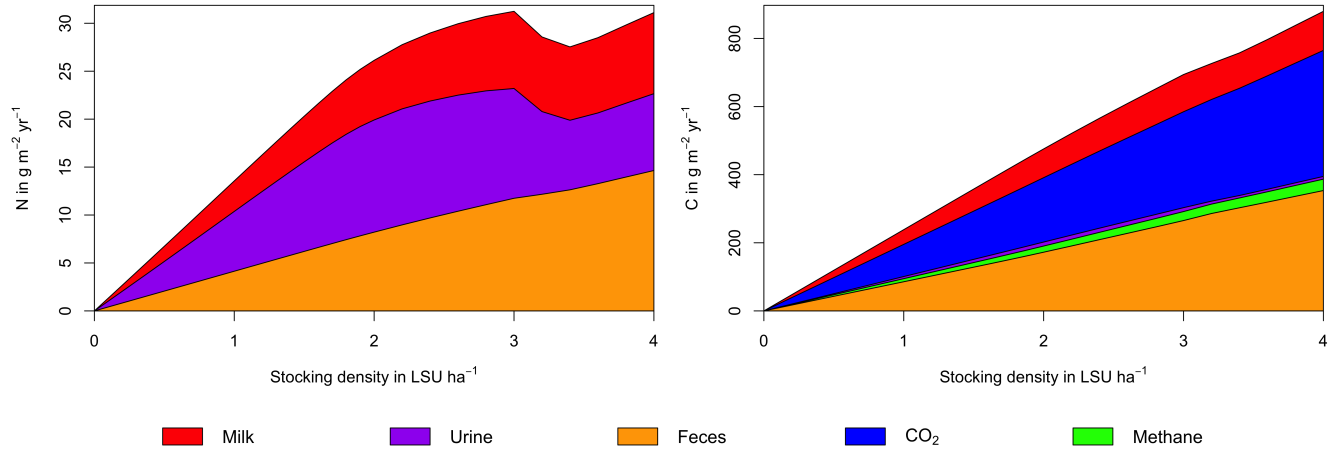 N in g m⁻² yr⁻¹
30
25
20
15
10
5
0
0 1 2 3 4
Stocking density in LSU ha⁻¹
C in g m⁻² yr⁻¹
800
600
400
200
0
0 1 2 3 4
Stocking density in LSU ha⁻¹
Milk Urine Feces CO₂ Methane